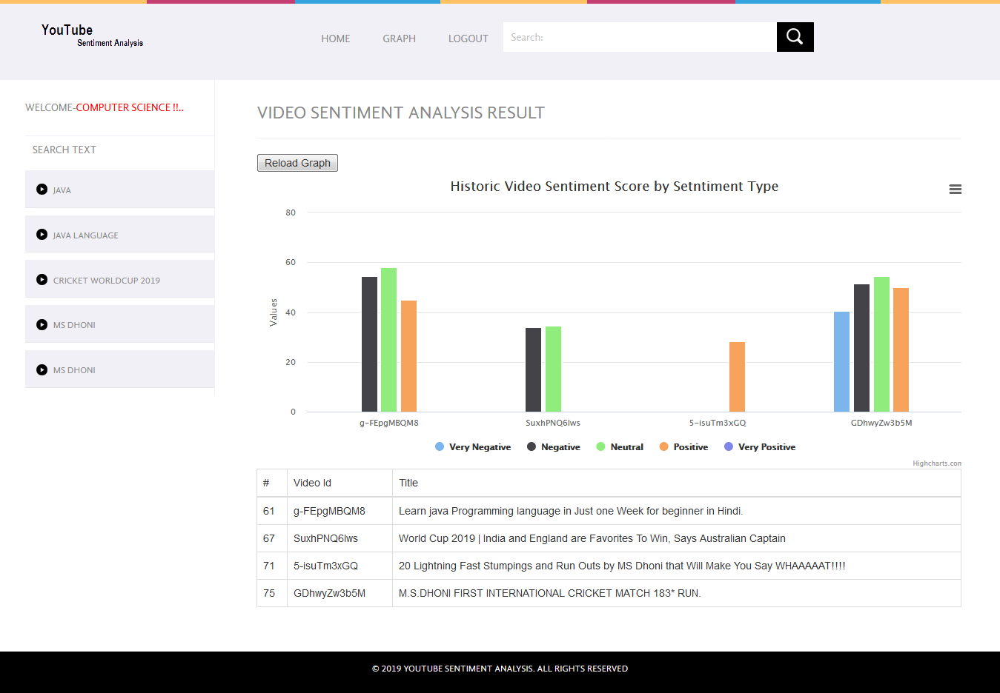 YouTube
Sentiment Analysis
HOME
GRAPH
LOGOUT
Search:
WELCOME-COMPUTER SCIENCE !!..
SEARCH TEXT
JAVA
JAVA LANGUAGE
CRICKET WORLDCUP 2019
MS DHONI
MS DHONI
VIDEO SENTIMENT ANALYSIS RESULT
Reload Graph
Historic Video Sentiment Score by Setntiment Type
Values
80
60
40
20
0
g-FEpgMBQM8
SuxhPNQ6lws
5-isuTm3xGQ
GDhwyZw3b5M
Very Negative
Negative
Neutral
Positive
Very Positive
Highcharts.com
# Video Id Title
61 g-FEpgMBQM8 Learn java Programming language in Just one Week for beginner in Hindi.
67 SuxhPNQ6lws World Cup 2019 | India and England are Favorites To Win, Says Australian Captain
71 5-isuTm3xGQ 20 Lightning Fast Stumpings and Run Outs by MS Dhoni that Will Make You Say WHAAAAAT!!!!
75 GDhwyZw3b5M M.S.DHONI FIRST INTERNATIONAL CRICKET MATCH 183* RUN.
© 2019 YOUTUBE SENTIMENT ANALYSIS. ALL RIGHTS RESERVED